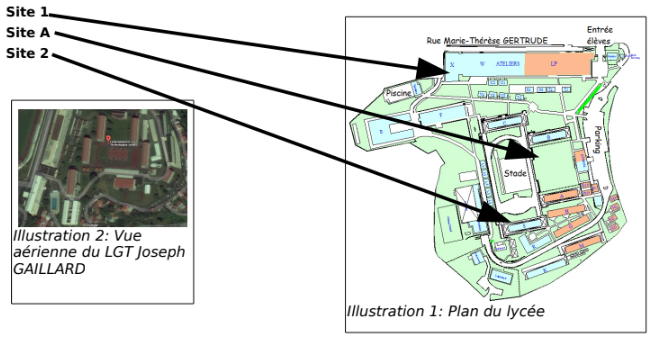 Site 1
Site A
Site 2
Rue Marie-Thérèse GERTRUDE
Entrée
élèves
X W ATELIERS LP
Piscine
Parking
Stade
Illustration 2: Vue
aérienne du LGT Joseph
GAILLARD
Illustration 1: Plan du lycée